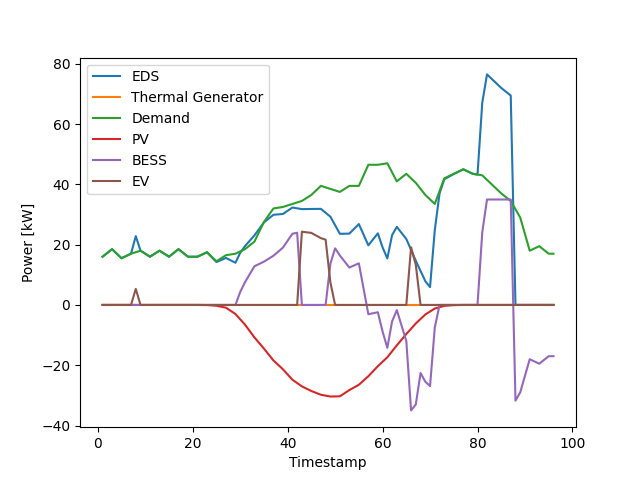 80
60
40
20
0
−20
−40
Power [kW]
EDS
Thermal Generator
Demand
PV
BESS
EV
0 20 40 60 80 100
Timestamp